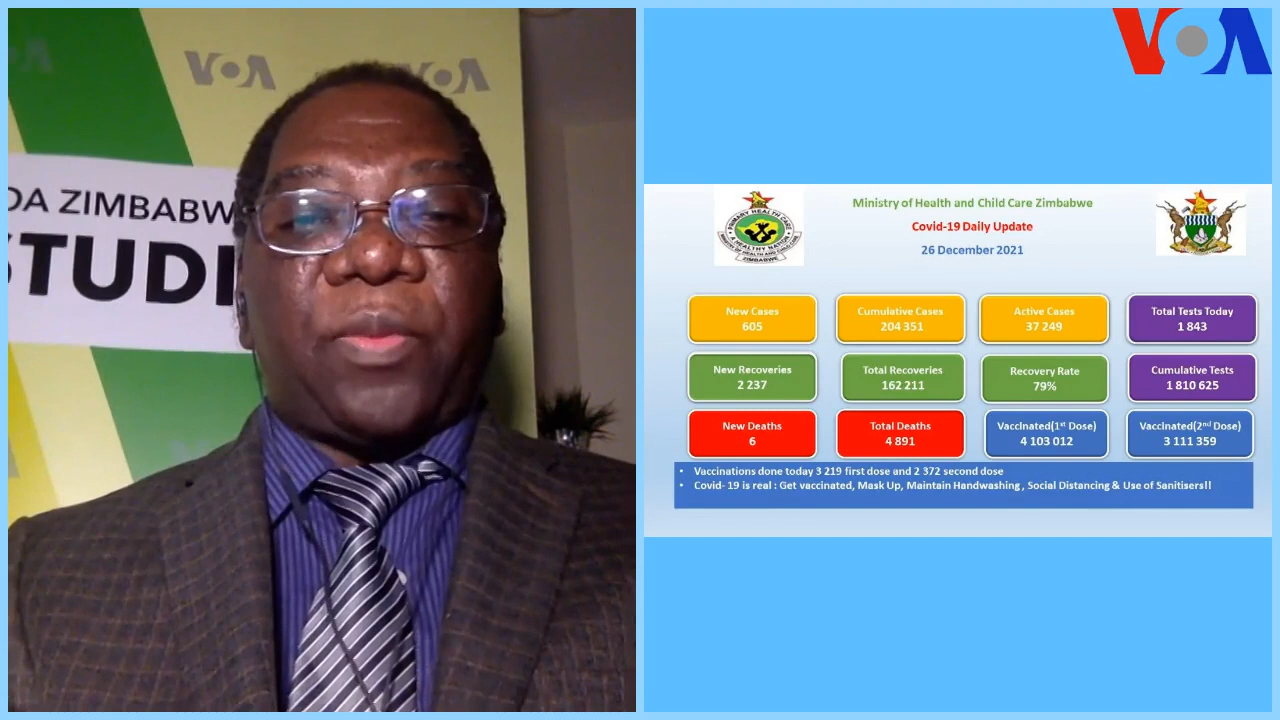 VOA
VOA
DA ZIMBABW
STUDI
VOA
Ministry of Health and Child Care Zimbabwe
Covid-19 Daily Update
26 December 2021
New Cases
605
Cumulative Cases
204 351
Active Cases
37 249
Total Tests Today
1 843
New Recoveries
2 237
Total Recoveries
162 211
Recovery Rate
79%
Cumulative Tests
1 810 625
New Deaths
6
Total Deaths
4 891
Vaccinated(1st Dose)
4 103 012
Vaccinated(2nd Dose)
3 111 359
• Vaccinations done today 3 219 first dose and 2 372 second dose
• Covid- 19 is real : Get vaccinated, Mask Up, Maintain Handwashing , Social Distancing & Use of Sanitisers!!